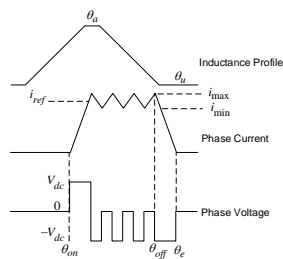 θa
θu
Inductance Profile
iref
imax
imin
Phase Current
Vdc
0
Phase Voltage
−Vdc
θon
θoff
θe